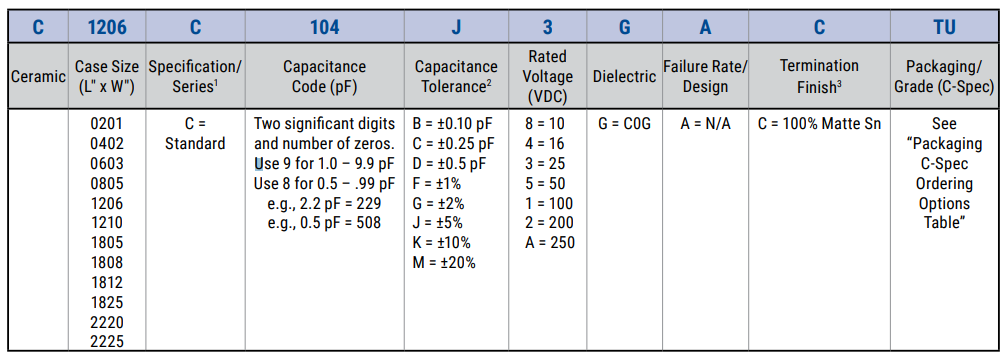 C 1206 C 104 J 3 G A C TU
Ceramic
Case Size
(L" x W")
Specification/
Series¹
Capacitance
Code (pF)
Capacitance
Tolerance²
Rated
Voltage
(VDC)
Dielectric
Failure Rate/
Design
Termination
Finish³
Packaging/
Grade (C-Spec)
0201
0402
0603
0805
1206
1210
1805
1808
1812
1825
2220
2225
C =
Standard
Two significant digits
and number of zeros.
Use 9 for 1.0 – 9.9 pF
Use 8 for 0.5 – .99 pF
e.g., 2.2 pF = 229
e.g., 0.5 pF = 508
B = ±0.10 pF
C = ±0.25 pF
D = ±0.5 pF
F = ±1%
G = ±2%
J = ±5%
K = ±10%
M = ±20%
8 = 10
4 = 16
3 = 25
5 = 50
1 = 100
2 = 200
A = 250
G = C0G
A = N/A
C = 100% Matte Sn
See
“Packaging
C-Spec
Ordering
Options
Table”